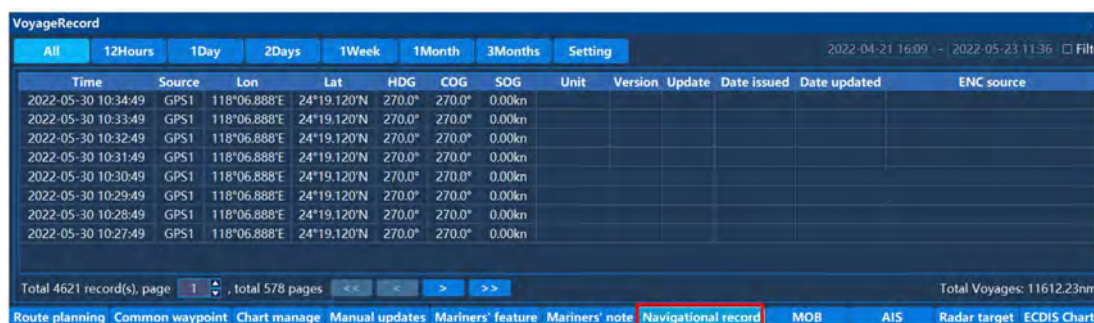 VoyageRecord
All 12Hours 1Day 2Days 1Week 1Month 3Months Setting 2022-04-21 16:09 - 2022-05-23 11:36 Filt
Time Source Lon Lat HDG COG SOG Unit Version Update Date issued Date updated ENC source
2022-05-30 10:34:49 GPS1 118°06.888'E 24°19.120'N 270.0° 270.0° 0.00kn
2022-05-30 10:33:49 GPS1 118°06.888'E 24°19.120'N 270.0° 270.0° 0.00kn
2022-05-30 10:32:49 GPS1 118°06.888'E 24°19.120'N 270.0° 270.0° 0.00kn
2022-05-30 10:31:49 GPS1 118°06.888'E 24°19.120'N 270.0° 270.0° 0.00kn
2022-05-30 10:30:49 GPS1 118°06.888'E 24°19.120'N 270.0° 270.0° 0.00kn
2022-05-30 10:29:49 GPS1 118°06.888'E 24°19.120'N 270.0° 270.0° 0.00kn
2022-05-30 10:28:49 GPS1 118°06.888'E 24°19.120'N 270.0° 270.0° 0.00kn
2022-05-30 10:27:49 GPS1 118°06.888'E 24°19.120'N 270.0° 270.0° 0.00kn
Total 4621 record(s), page 1 , total 578 pages << < > >> Total Voyages: 11612.23nm
Route planning Common waypoint Chart manage Manual updates Mariners' feature Mariners' note Navigational record MOB AIS Radar target ECDIS Chart